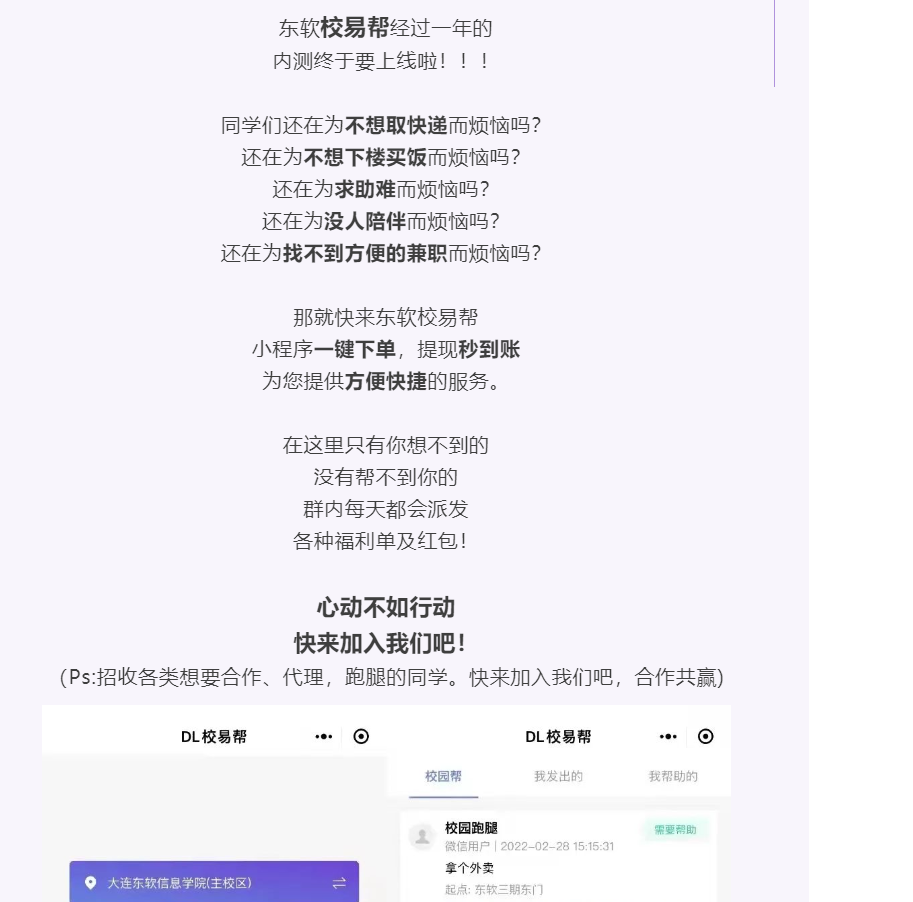 东软校易帮经过一年的
内测终于要上线啦！！！
同学们还在为不想取快递而烦恼吗?
还在为不想下楼买饭而烦恼吗?
还在为求助难而烦恼吗?
还在为没人陪伴而烦恼吗?
还在为找不到方便的兼职而烦恼吗?
那就快来东软校易帮
小程序一键下单，提现秒到账
为您提供方便快捷的服务。
在这里只有你想不到的
没有帮不到你的
群内每天都会派发
各种福利单及红包!
心动不如行动
快来加入我们吧!
(Ps:招收各类想要合作、代理，跑腿的同学。快来加入我们吧，合作共赢)
DL校易帮
大连东软信息学院(主校区)
DL校易帮
校园帮 我发出的 我帮助的
校园跑腿 需要帮助
微信用户 | 2022-02-28 15:15:31
拿个外卖
起点: 东软三期东门